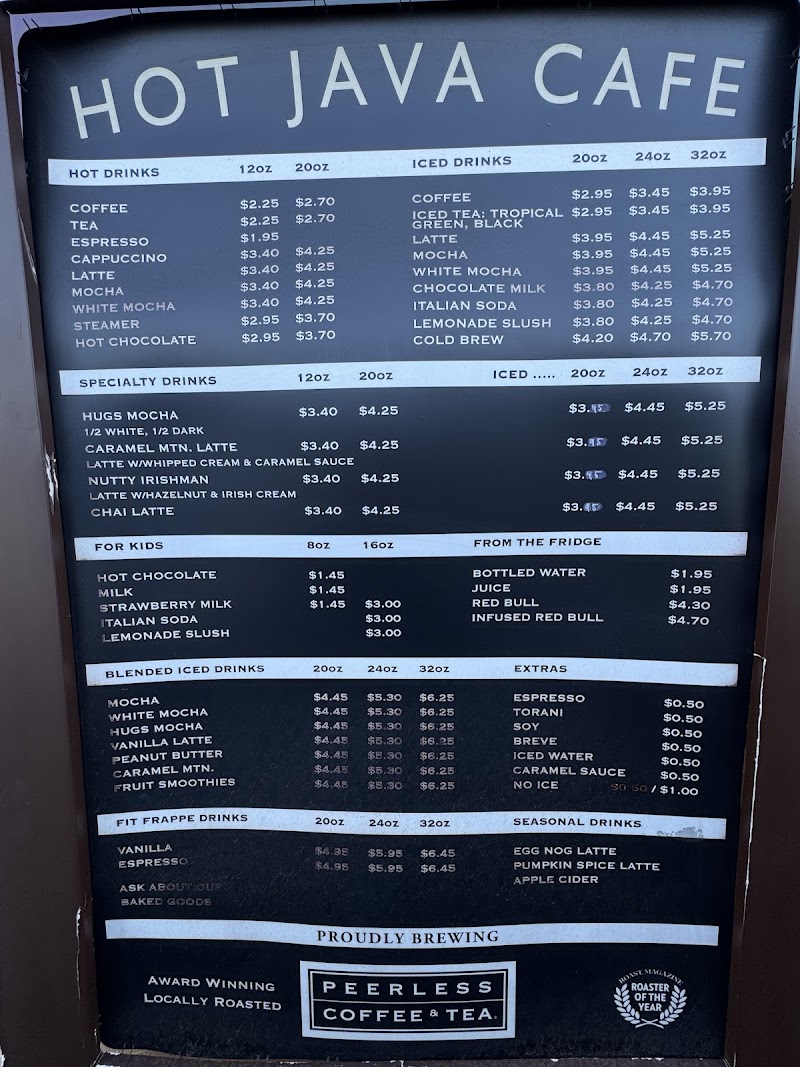 HOT JAVA CAFE
HOT DRINKS 12OZ 20OZ
COFFEE $2.25 $2.70
TEA $2.25 $2.70
ESPRESSO $1.95
CAPPUCCINO $3.40 $4.25
LATTE $3.40 $4.25
MOCHA $3.40 $4.25
WHITE MOCHA $3.40 $4.25
STEAMER $2.95 $3.70
HOT CHOCOLATE $2.95 $3.70
ICED DRINKS 20OZ 24OZ 32OZ
COFFEE $2.95 $3.45 $3.95
ICED TEA: TROPICAL $2.95 $3.45 $3.95
GREEN, BLACK
LATTE $3.95 $4.45 $5.25
MOCHA $3.95 $4.45 $5.25
WHITE MOCHA $3.95 $4.45 $5.25
CHOCOLATE MILK $3.80 $4.25 $4.70
ITALIAN SODA $3.80 $4.25 $4.70
LEMONADE SLUSH $3.80 $4.25 $4.70
COLD BREW $4.20 $4.70 $5.70
SPECIALTY DRINKS 12OZ 20OZ ICED ..... 20OZ 24OZ 32OZ
HUGS MOCHA $3.40 $4.25 $3.95 $4.45 $5.25
1/2 WHITE, 1/2 DARK
CARAMEL MTN. LATTE $3.40 $4.25 $3.95 $4.45 $5.25
LATTE W/WHIPPED CREAM & CARAMEL SAUCE
NUTTY IRISHMAN $3.40 $4.25 $3.95 $4.45 $5.25
LATTE W/HAZELNUT & IRISH CREAM
CHAI LATTE $3.40 $4.25 $4.45 $5.25
FOR KIDS 8OZ 16OZ
HOT CHOCOLATE $1.45
MILK $1.45
STRAWBERRY MILK $1.45 $3.00
ITALIAN SODA $3.00
LEMONADE SLUSH $3.00
FROM THE FRIDGE
BOTTLED WATER $1.95
JUICE $1.95
RED BULL $4.30
INFUSED RED BULL $4.70
BLENDED ICED DRINKS 20OZ 24OZ 32OZ
MOCHA $4.45 $5.30 $6.25
WHITE MOCHA $4.45 $5.30 $6.25
HUGS MOCHA $4.45 $5.30 $6.25
VANILLA LATTE $4.45 $5.30 $6.25
PEANUT BUTTER $4.45 $5.30 $6.25
CARAMEL MTN. $4.45 $5.30 $6.25
FRUIT SMOOTHIES $4.45 $5.30 $6.25
EXTRAS
ESPRESSO $0.50
TORANI $0.50
SOY $0.50
BREVE $0.50
ICED WATER $0.50
CARAMEL SAUCE $0.50
NO ICE $0.50 / $1.00
FIT FRAPPE DRINKS 20OZ 24OZ 32OZ
VANILLA $4.95 $5.95 $6.45
ESPRESSO $4.95 $5.95 $6.45
ASK ABOUT OUR
BAKED GOODS
SEASONAL DRINKS
EGG NOG LATTE
PUMPKIN SPICE LATTE
APPLE CIDER
PROUDLY BREWING
AWARD WINNING
LOCALLY ROASTED
PEERLESS
COFFEE & TEA.
ROAST MAGAZINE
ROASTER
OF THE
YEAR